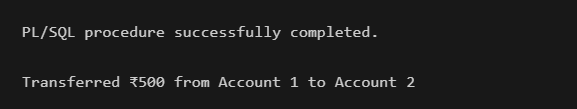 PL/SQL procedure successfully completed.
Transferred ₹500 from Account 1 to Account 2